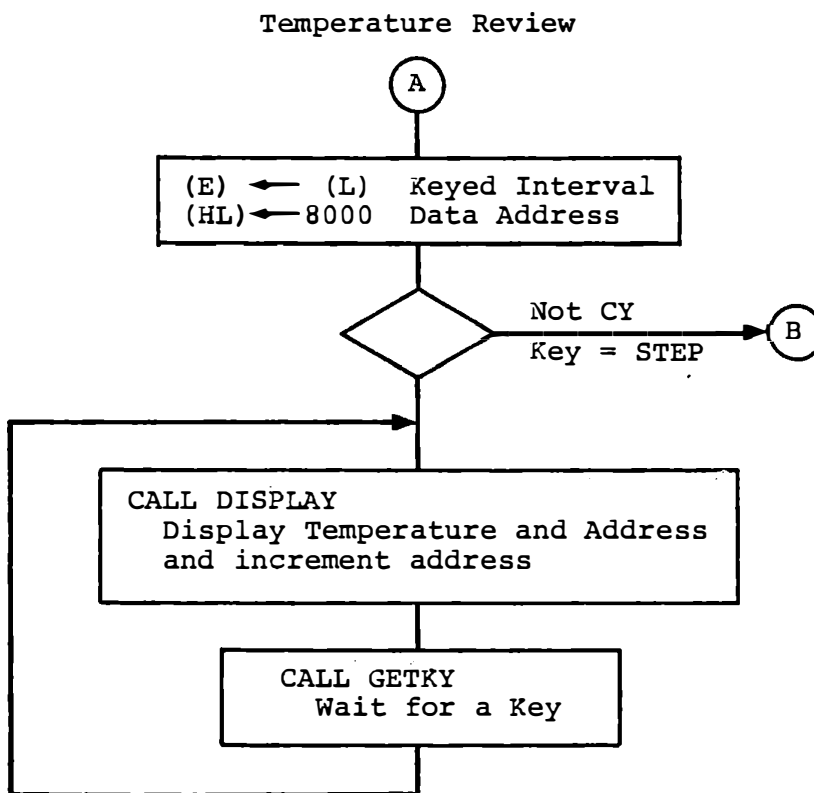 Temperature Review
A
(E) ← (L) Keyed Interval
(HL) ← 8000 Data Address
Not CY
Key = STEP
B
CALL DISPLAY
Display Temperature and Address
and increment address
CALL GETKY
Wait for a Key